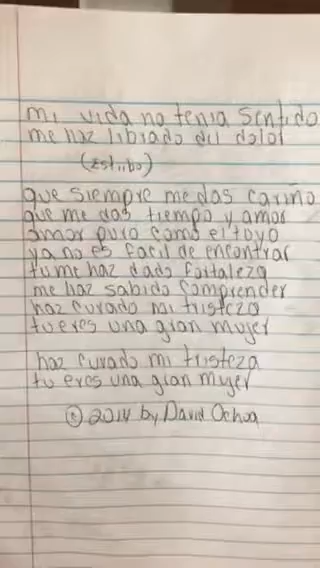 mi vida no tenia sentido
me haz librado del dolor
(Estribo)
que siempre me das cariño
que me das tiempo y amor
amor puro como el tuyo
ya no es facil de encontrar
tu me haz dado fortaleza
me haz sabido comprender
haz curado mi tristeza
tu eres una gran mujer
haz curado mi tristeza
tu eres una gran mujer
© 2014 by David Ochoa